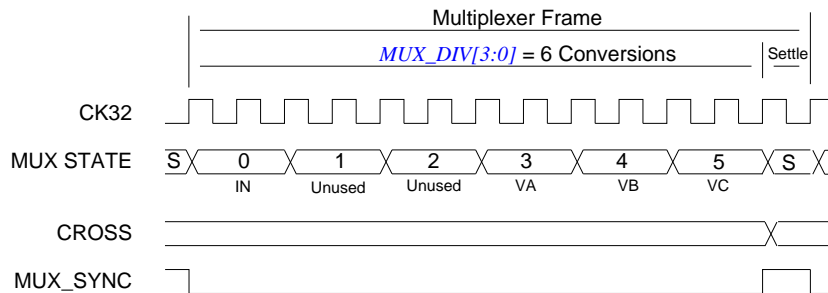 Multiplexer Frame
MUX_DIV[3:0] = 6 Conversions Settle
CK32
MUX STATE S 0 1 2 3 4 5 S
IN Unused Unused VA VB VC
CROSS
MUX_SYNC